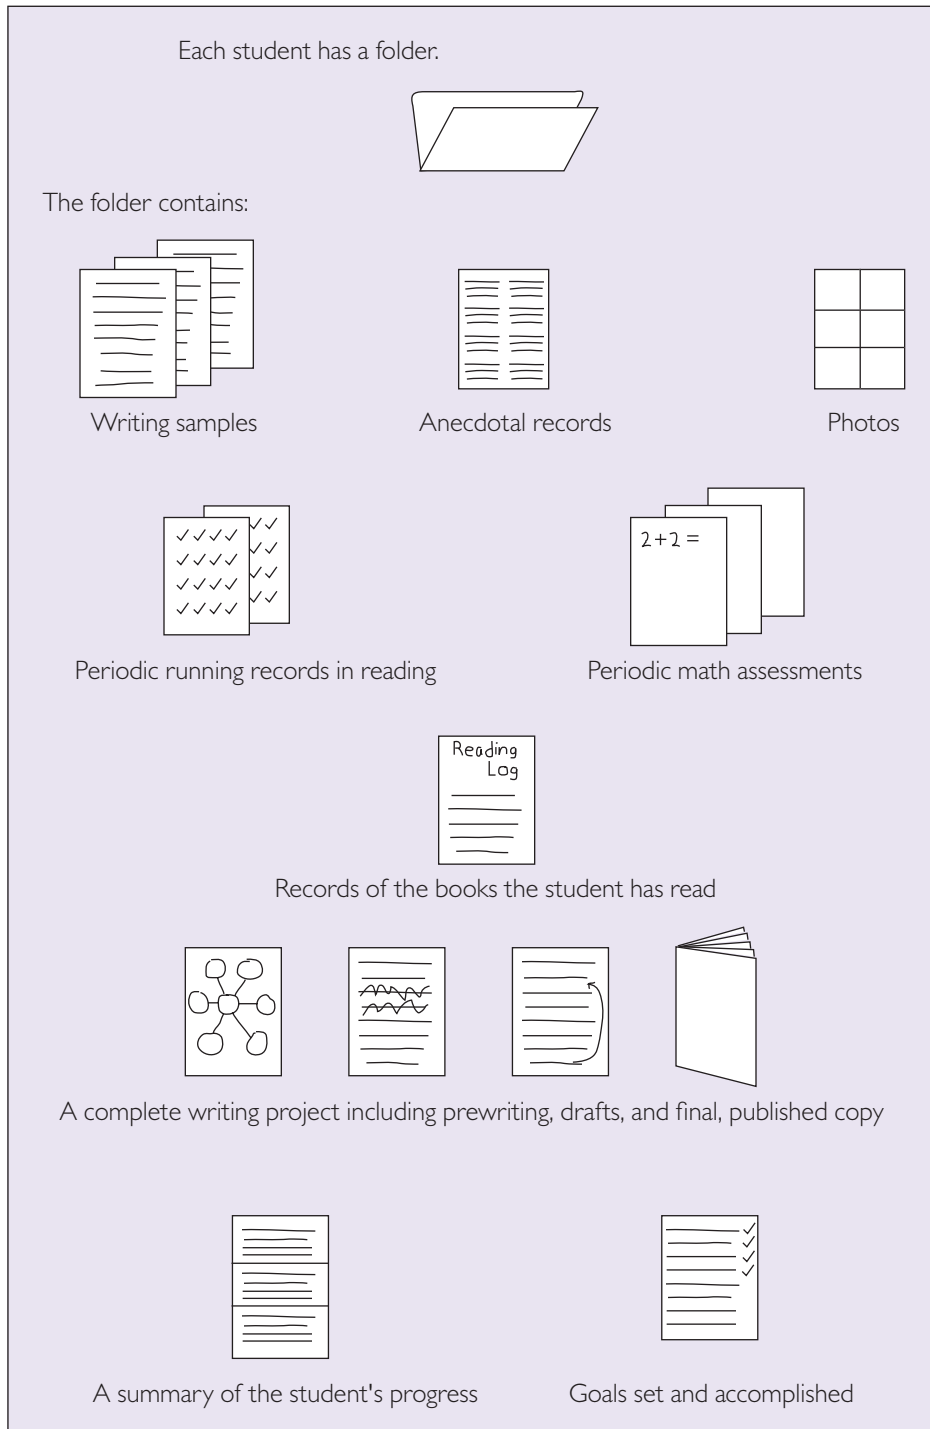 Each student has a folder.
The folder contains:
Writing samples
Anecdotal records
Photos
2+2 =
Periodic running records in reading
Periodic math assessments
Reading
Log
Records of the books the student has read
A complete writing project including prewriting, drafts, and final, published copy
A summary of the student's progress
Goals set and accomplished